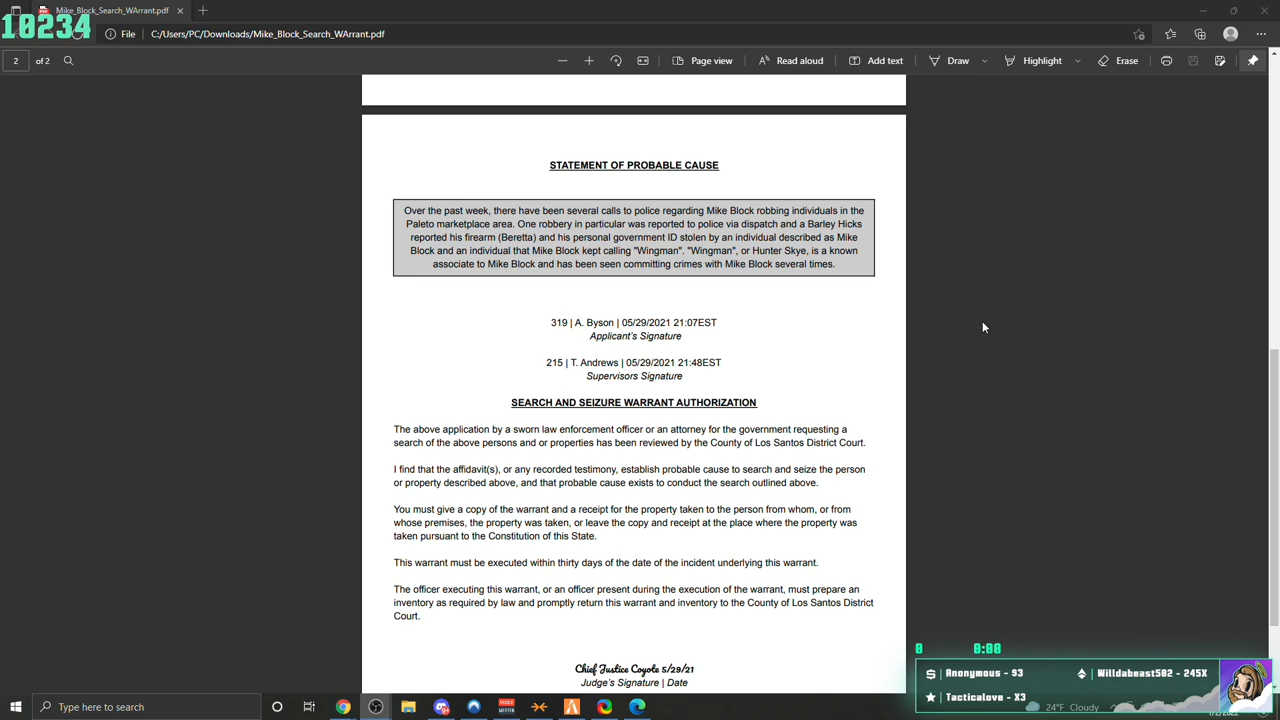 Mike_Block_Search_WArrant.pdf
10234
File
C:/Users/PC/Downloads/Mike_Block_Search_WArrant.pdf
2 of 2
Page view
Read aloud
Add text
Draw
Highlight
Erase
STATEMENT OF PROBABLE CAUSE
Over the past week, there have been several calls to police regarding Mike Block robbing individuals in the
Paleto marketplace area. One robbery in particular was reported to police via dispatch and a Barley Hicks
reported his firearm (Beretta) and his personal government ID stolen by an individual described as Mike
Block and an individual that Mike Block kept calling "Wingman". "Wingman", or Hunter Skye, is a known
associate to Mike Block and has been seen committing crimes with Mike Block several times.
319 | A. Byson | 05/29/2021 21:07EST
Applicant's Signature
215 | T. Andrews | 05/29/2021 21:48EST
Supervisors Signature
SEARCH AND SEIZURE WARRANT AUTHORIZATION
The above application by a sworn law enforcement officer or an attorney for the government requesting a
search of the above persons and or properties has been reviewed by the County of Los Santos District Court.
I find that the affidavit(s), or any recorded testimony, establish probable cause to search and seize the person
or property described above, and that probable cause exists to conduct the search outlined above.
You must give a copy of the warrant and a receipt for the property taken to the person from whom, or from
whose premises, the property was taken, or leave the copy and receipt at the place where the property was
taken pursuant to the Constitution of this State.
This warrant must be executed within thirty days of the date of the incident underlying this warrant.
The officer executing this warrant, or an officer present during the execution of the warrant, must prepare an
inventory as required by law and promptly return this warrant and inventory to the County of Los Santos District
Court.
Chief Justice Coyote 5/29/21
Judge's Signature | Date
0 0:00
Anonymous - 93
Willdabeast502 - 245X
Tacticalove - X3
Type here to search
24°F Cloudy